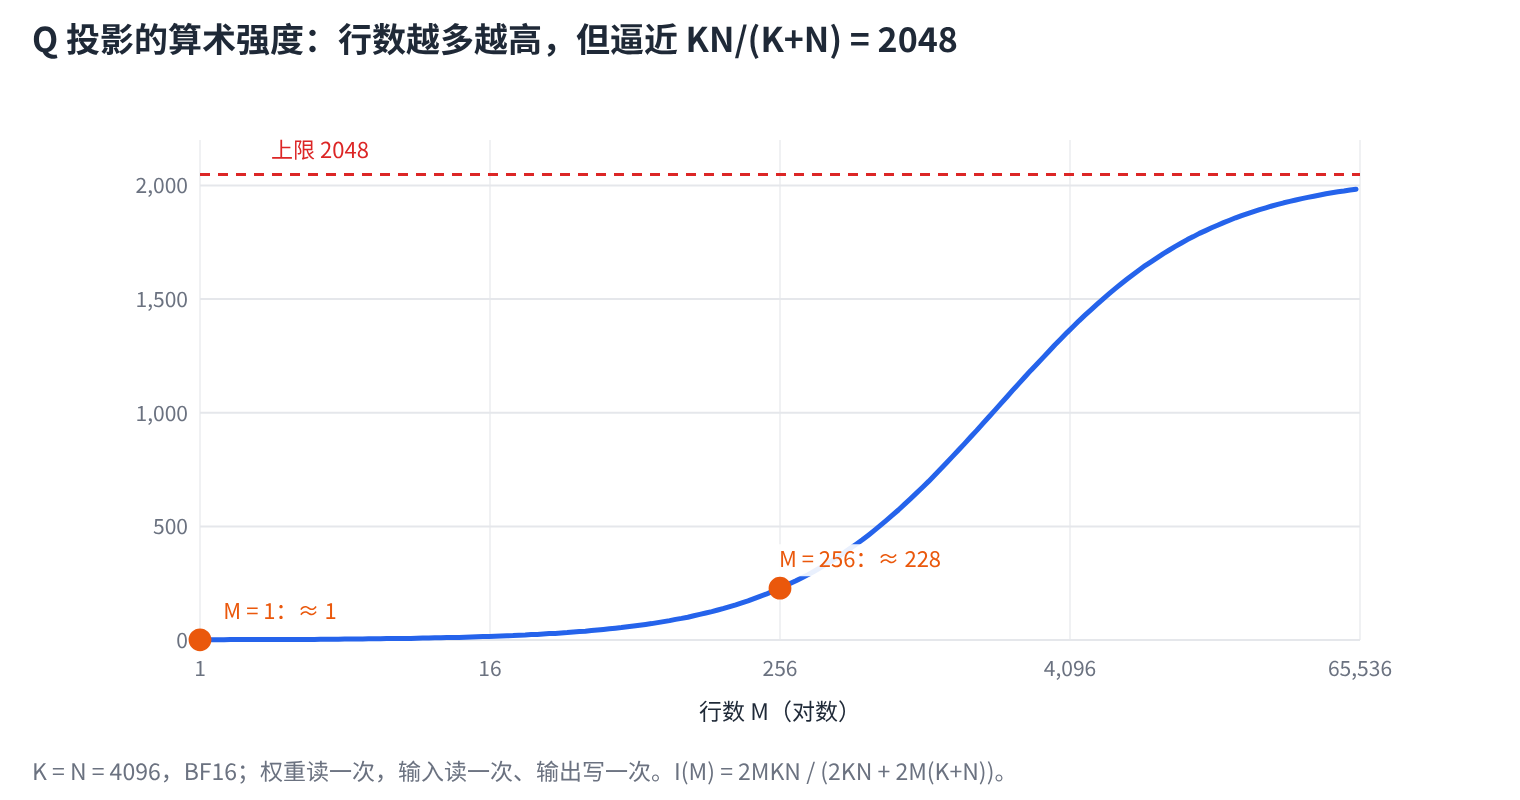 Q 投影的算术强度：行数越多越高，但逼近 KN/(K+N) = 2048
上限 2048
2,000
1,500
1,000
500
0
M = 256：≈ 228
M = 1：≈ 1
1 16 256 4,096 65,536
行数 M（对数）
K = N = 4096，BF16；权重读一次，输入读一次、输出写一次。I(M) = 2MKN / (2KN + 2M(K+N))。